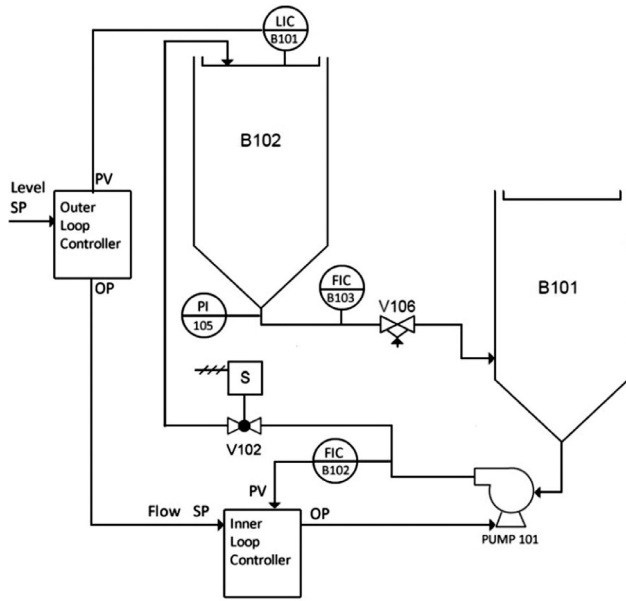 LIC
B101
B102
Level
SP
PV
Outer
Loop
Controller
OP
B101
FIC
B103
V106
PI
105
S
V102
FIC
B102
PV
Flow SP
Inner
Loop
Controller
OP
PUMP 101